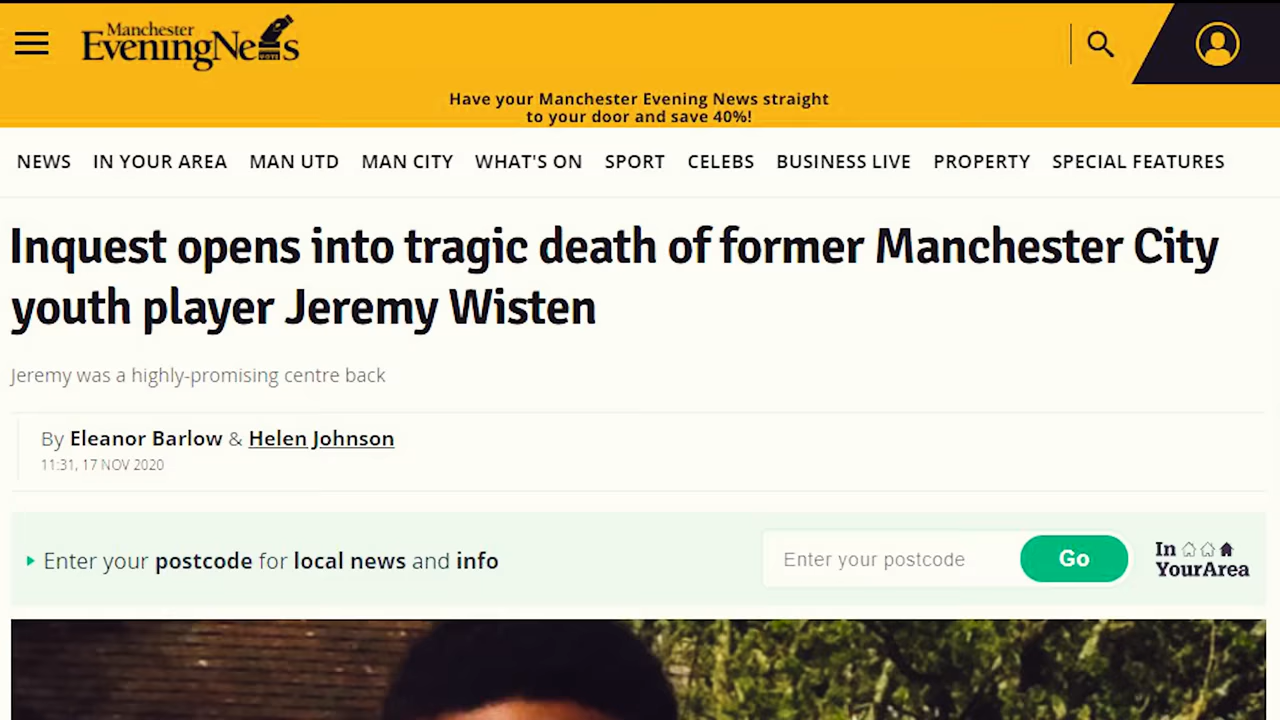 Manchester
Evening News
VOTE
Have your Manchester Evening News straight
to your door and save 40%!
NEWS IN YOUR AREA MAN UTD MAN CITY WHAT'S ON SPORT CELEBS BUSINESS LIVE PROPERTY SPECIAL FEATURES
Inquest opens into tragic death of former Manchester City
youth player Jeremy Wisten
Jeremy was a highly-promising centre back
By Eleanor Barlow & Helen Johnson
11:31, 17 NOV 2020
Enter your postcode for local news and info
Enter your postcode
Go
In
YourArea